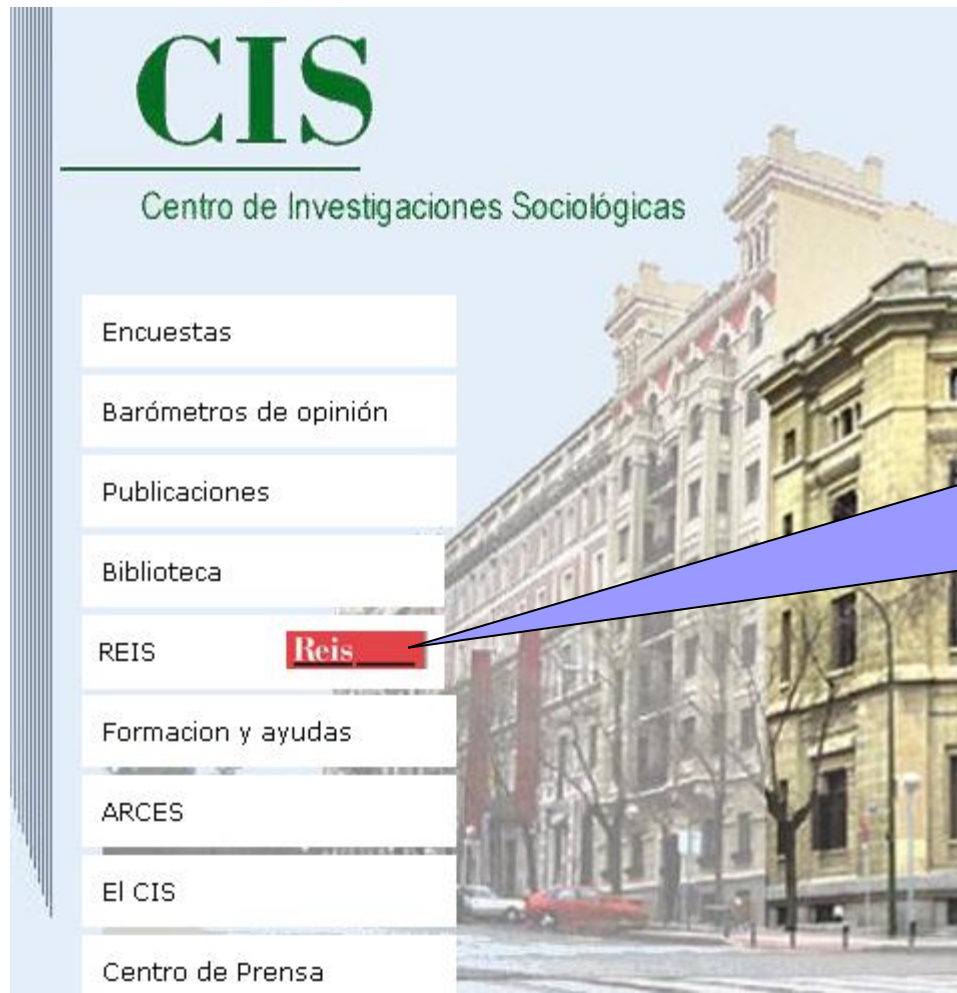 CIS
Centro de Investigaciones Sociológicas
Encuestas
Barómetros de opinión
Publicaciones
Biblioteca
REIS Reis
Formacion y ayudas
ARCES
El CIS
Centro de Prensa